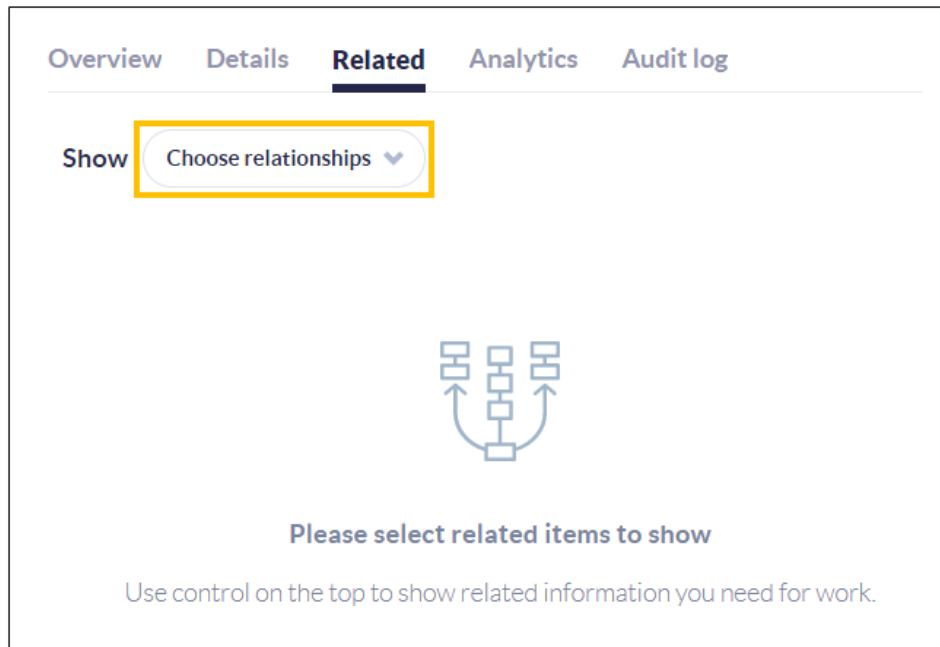 Overview Details Related Analytics Audit log
Show Choose relationships
Please select related items to show
Use control on the top to show related information you need for work.